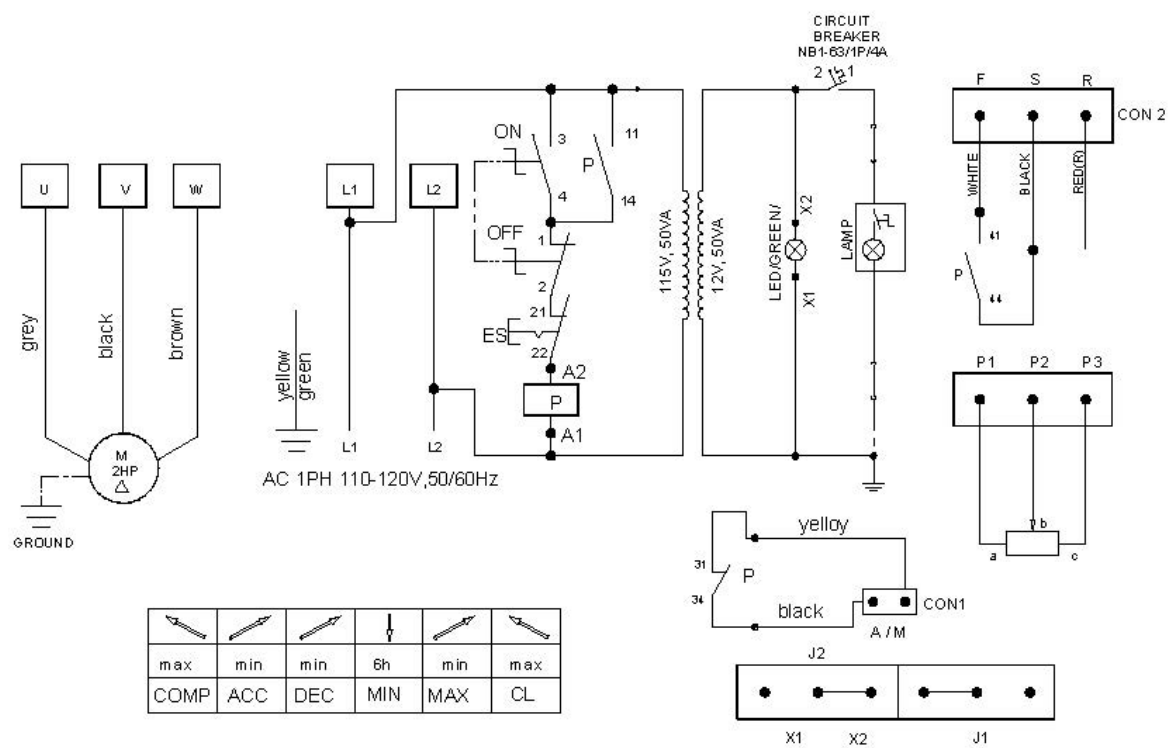 CIRCUIT
BREAKER
NB1-63/1P/4A
2 1
F S R
CON 2
WHITE
BLACK
RED(R)
41
P
44
U V W
grey
black
brown
M
2HP
GROUND
L1 L2
yellow
green
L1 L2
AC 1PH 110-120V,50/60Hz
ON
3
4
11
P
14
OFF
1
2
21
ES
22
A2
P
A1
115V, 50VA
12V, 50VA
LED/GREEN/
X2
X1
LAMP
P1 P2 P3
a b c
yelloy
31
P
34
black
CON1
A / M
max min min 6h min max
COMP ACC DEC MIN MAX CL
J2
X1 X2 J1